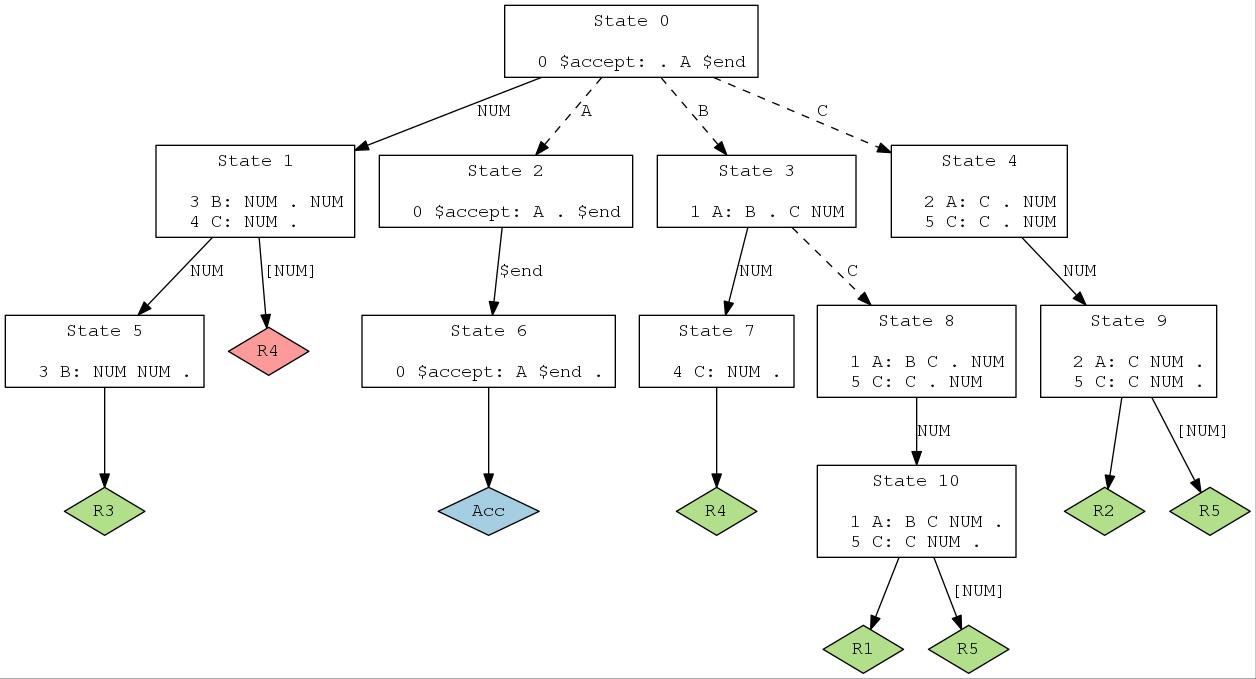 State 0
0 $accept: . A $end
NUM
A
B
C
State 1
3 B: NUM . NUM
4 C: NUM .
State 2
0 $accept: A . $end
State 3
1 A: B . C NUM
State 4
2 A: C . NUM
5 C: C . NUM
NUM
[NUM]
$end
NUM
C
NUM
State 5
3 B: NUM NUM .
R4
State 6
0 $accept: A $end .
State 7
4 C: NUM .
State 8
1 A: B C . NUM
5 C: C . NUM
State 9
2 A: C NUM .
5 C: C NUM .
NUM
[NUM]
R3
Acc
R4
State 10
1 A: B C NUM .
5 C: C NUM .
R2
R5
[NUM]
R1
R5